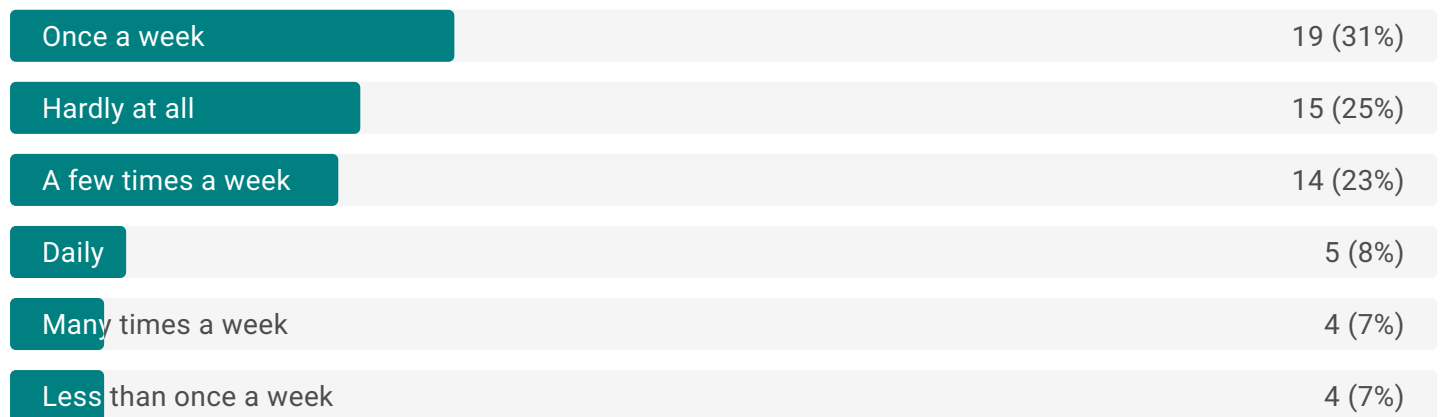 Once a week 19 (31%)
Hardly at all 15 (25%)
A few times a week 14 (23%)
Daily 5 (8%)
Many times a week 4 (7%)
Less than once a week 4 (7%)